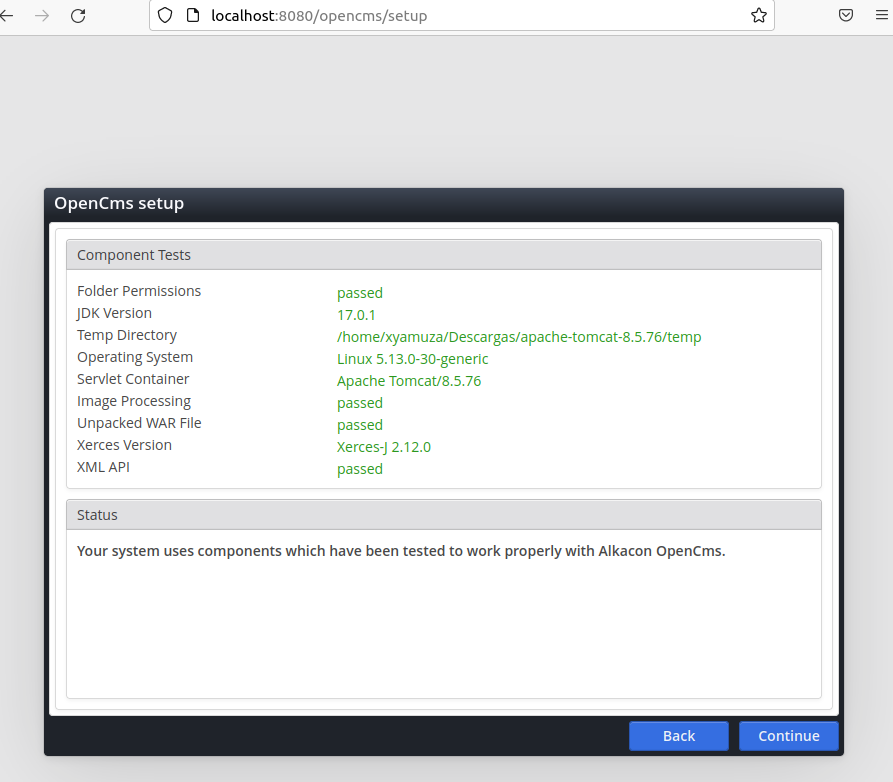 localhost:8080/opencms/setup
OpenCms setup
Component Tests
Folder Permissions passed
JDK Version 17.0.1
Temp Directory /home/xyamuza/Descargas/apache-tomcat-8.5.76/temp
Operating System Linux 5.13.0-30-generic
Servlet Container Apache Tomcat/8.5.76
Image Processing passed
Unpacked WAR File passed
Xerces Version Xerces-J 2.12.0
XML API passed
Status
Your system uses components which have been tested to work properly with Alkacon OpenCms.
Back Continue